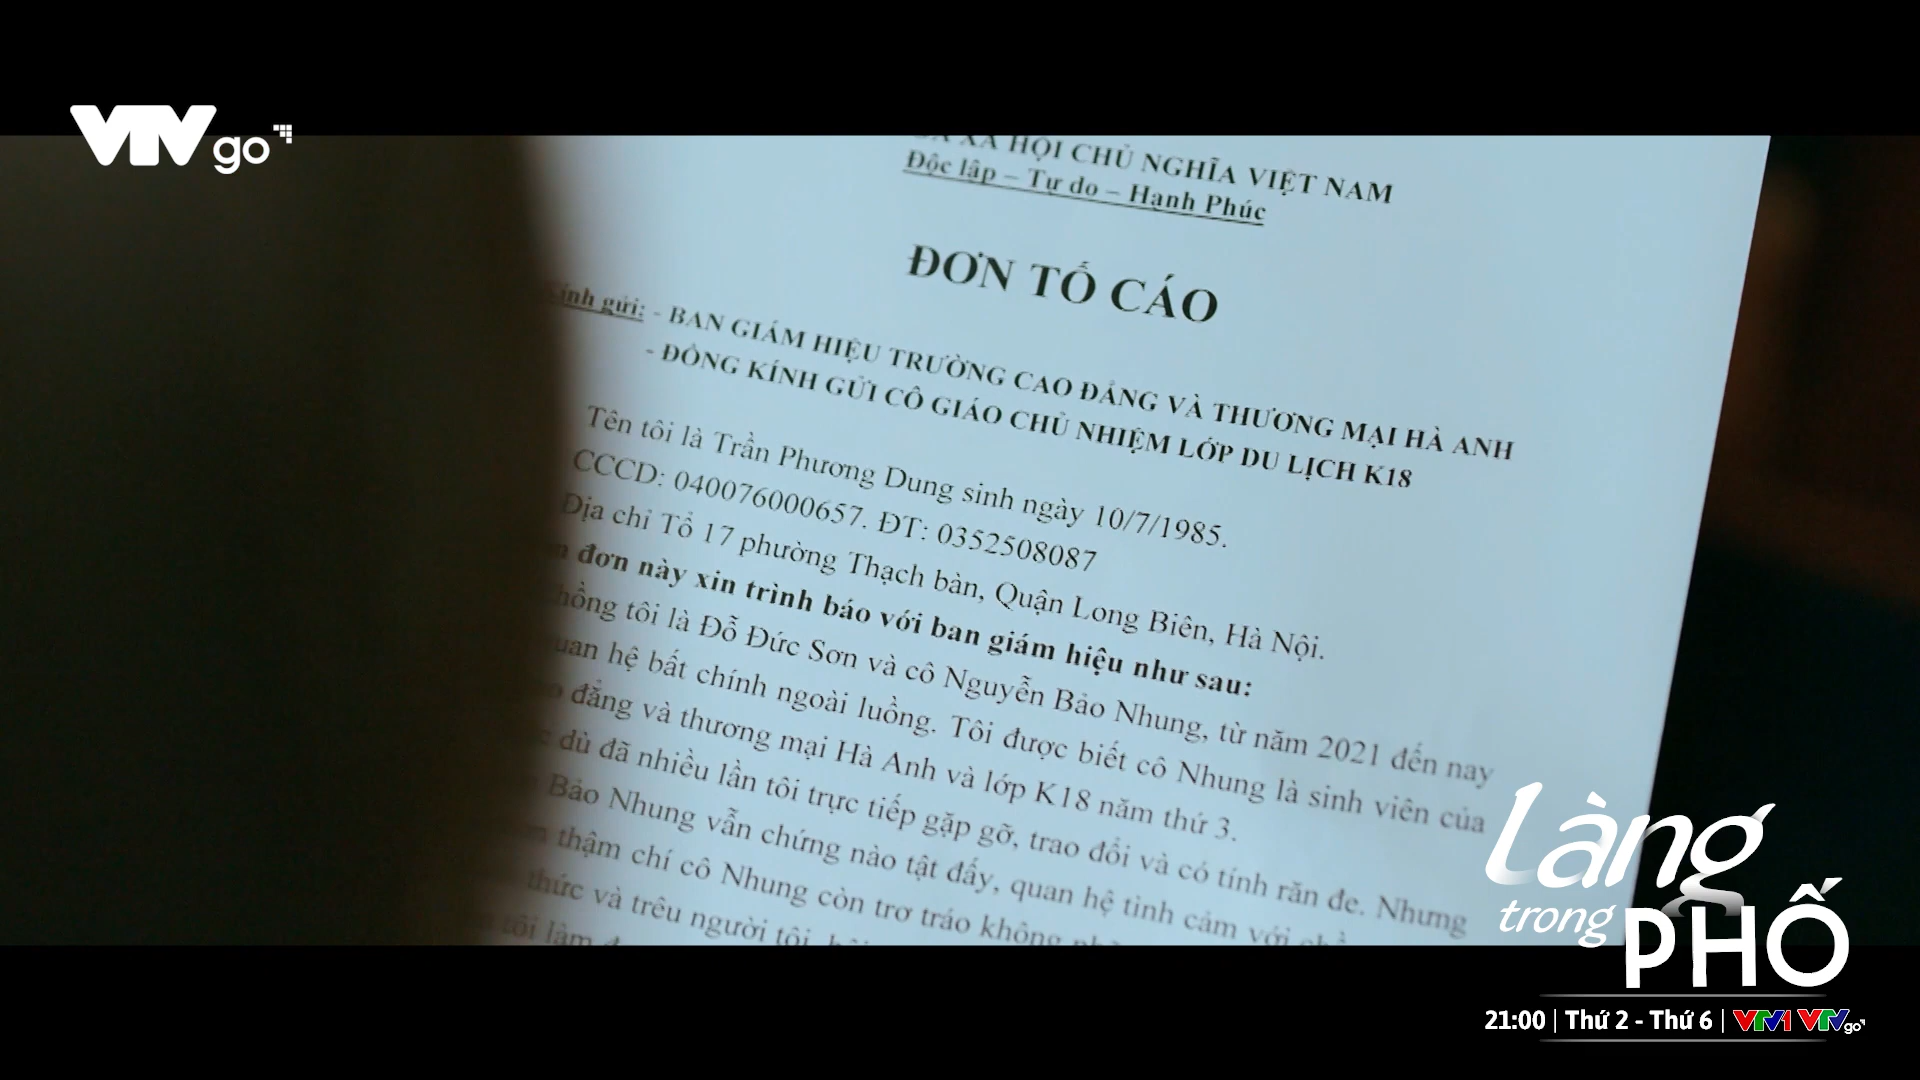 VTV go
XÃ HỘI CHỦ NGHĨA VIỆT NAM
Độc lập – Tự do – Hạnh Phúc
ĐƠN TỐ CÁO
Kính gửi: - BAN GIÁM HIỆU TRƯỜNG CAO ĐẲNG VÀ THƯƠNG MẠI HÀ ANH
- ĐỒNG KÍNH GỬI CÔ GIÁO CHỦ NHIỆM LỚP DU LỊCH K18
Tên tôi là Trần Phương Dung sinh ngày 10/7/1985.
CCCD: 040076000657. ĐT: 0352508087
Địa chỉ Tổ 17 phường Thạch bàn, Quận Long Biên, Hà Nội.
đơn này xin trình báo với ban giám hiệu như sau:
hồng tôi là Đỗ Đức Sơn và cô Nguyễn Bảo Nhung, từ năm 2021 đến nay
uan hệ bất chính ngoài luồng. Tôi được biết cô Nhung là sinh viên của
đẳng và thương mại Hà Anh và lớp K18 năm thứ 3.
dù đã nhiều lần tôi trực tiếp gặp gỡ, trao đổi và có tính răn đe. Nhưng
Bảo Nhung vẫn chứng nào tật đấy, quan hệ tình cảm với
thậm chí cô Nhung còn trơ tráo không
thức và trêu người tôi,
tôi làm
Làng
trong
PHỐ
21:00 | Thứ 2 - Thứ 6 | VTV1 VTV go